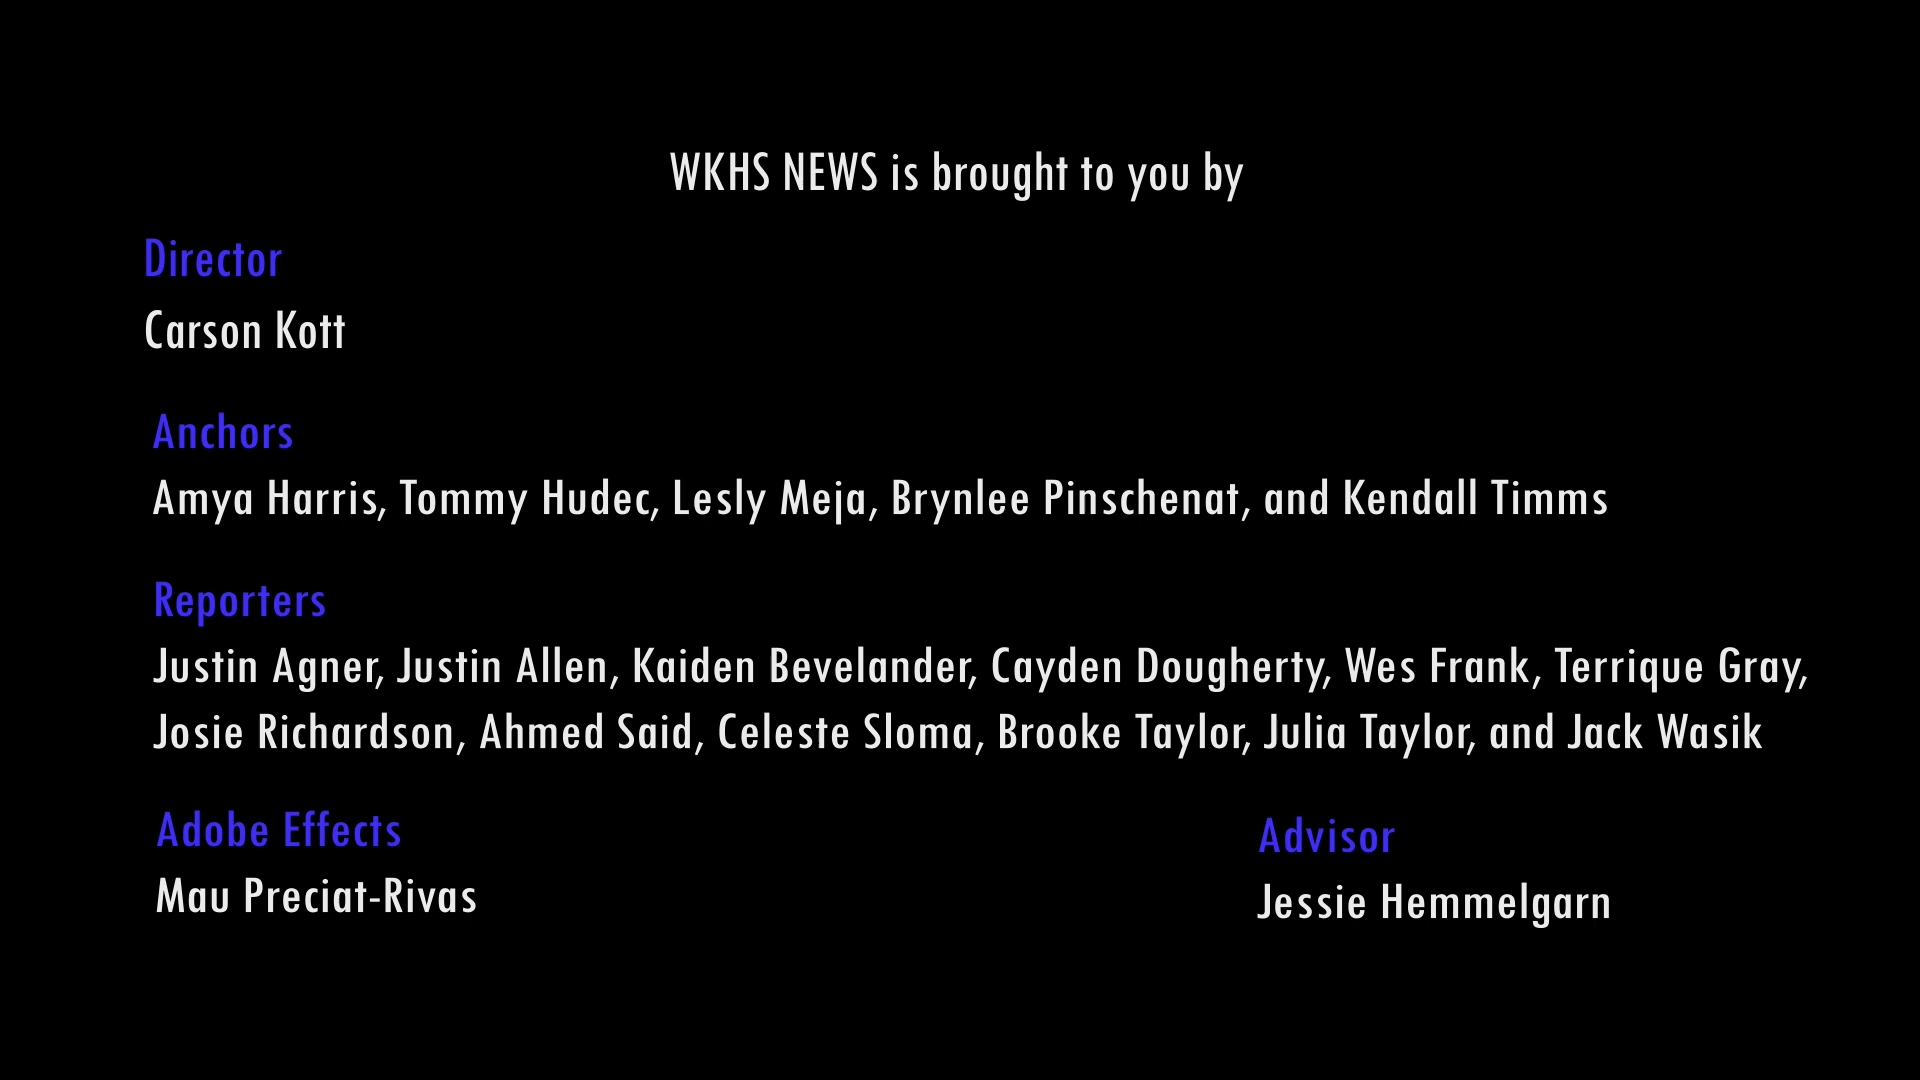 WKHS NEWS is brought to you by
Director
Carson Kott
Anchors
Amya Harris, Tommy Hudec, Lesly Meja, Brynlee Pinschenat, and Kendall Timms
Reporters
Justin Agner, Justin Allen, Kaiden Bevelander, Cayden Dougherty, Wes Frank, Terrique Gray,
Josie Richardson, Ahmed Said, Celeste Sloma, Brooke Taylor, Julia Taylor, and Jack Wasik
Adobe Effects
Mau Preciat-Rivas
Advisor
Jessie Hemmelgarn